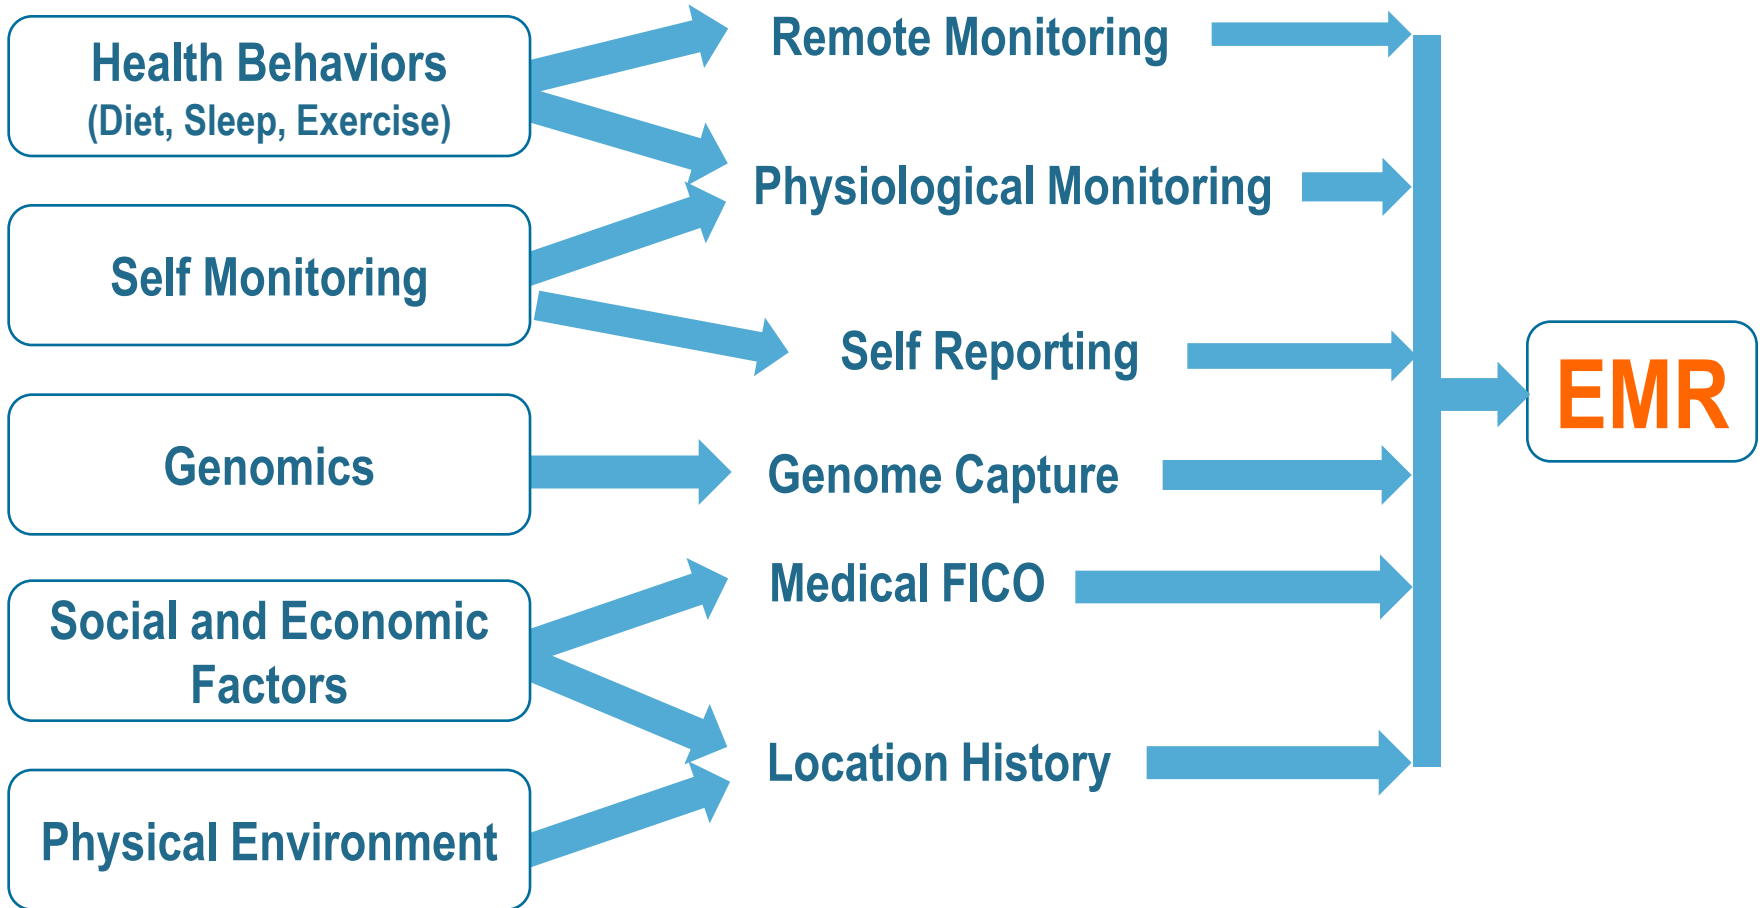 Health Behaviors
(Diet, Sleep, Exercise)
Self Monitoring
Genomics
Social and Economic
Factors
Physical Environment
Remote Monitoring
Physiological Monitoring
Self Reporting
Genome Capture
Medical FICO
Location History
EMR